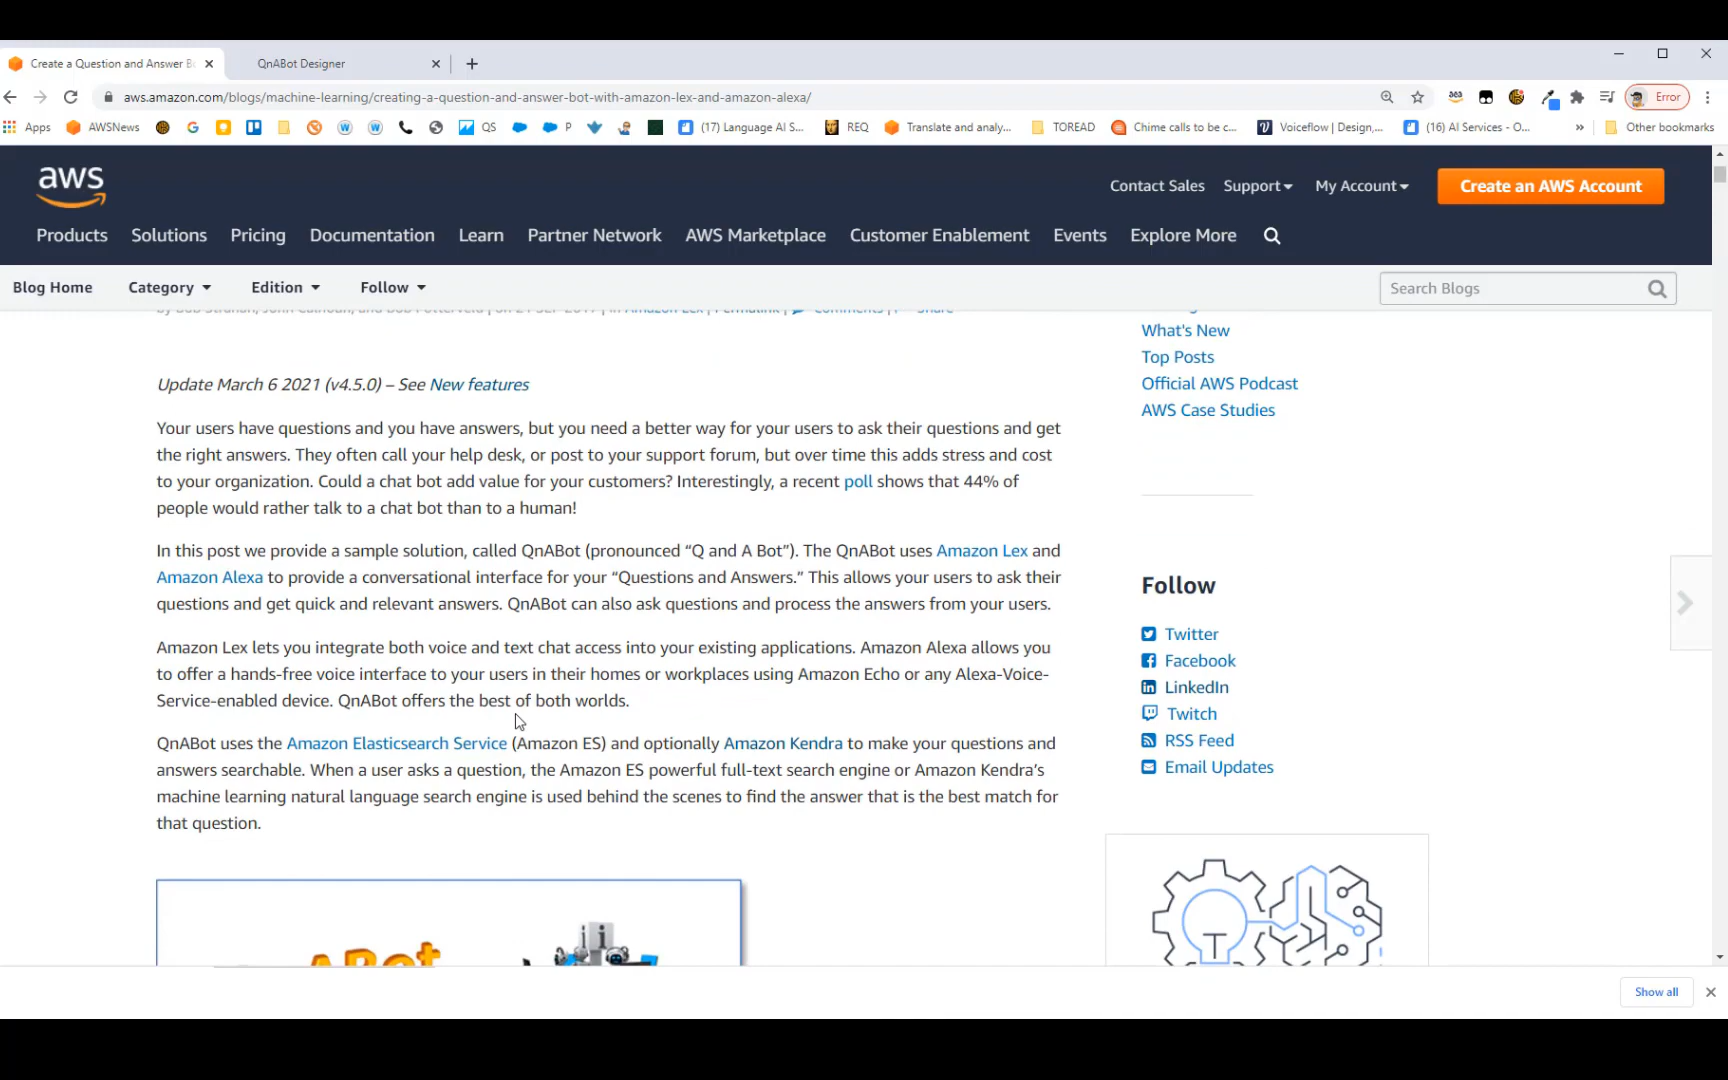 Create a Question and Answer B
QnABot Designer
aws.amazon.com/blogs/machine-learning/creating-a-question-and-answer-bot-with-amazon-lex-and-amazon-alexa/
Error
Apps
AWSNews
QS
P
(17) Language AI S...
REQ
Translate and analy...
TOREAD
Chime calls to be c...
Voiceflow | Design,...
(16) AI Services - O...
»
Other bookmarks
aws
Contact Sales
Support
My Account
Create an AWS Account
Products
Solutions
Pricing
Documentation
Learn
Partner Network
AWS Marketplace
Customer Enablement
Events
Explore More
Blog Home
Category
Edition
Follow
Search Blogs
Update March 6 2021 (v4.5.0) – See New features
Your users have questions and you have answers, but you need a better way for your users to ask their questions and get
the right answers. They often call your help desk, or post to your support forum, but over time this adds stress and cost
to your organization. Could a chat bot add value for your customers? Interestingly, a recent poll shows that 44% of
people would rather talk to a chat bot than to a human!
In this post we provide a sample solution, called QnABot (pronounced “Q and A Bot”). The QnABot uses Amazon Lex and
Amazon Alexa to provide a conversational interface for your “Questions and Answers.” This allows your users to ask their
questions and get quick and relevant answers. QnABot can also ask questions and process the answers from your users.
Amazon Lex lets you integrate both voice and text chat access into your existing applications. Amazon Alexa allows you
to offer a hands-free voice interface to your users in their homes or workplaces using Amazon Echo or any Alexa-Voice-
Service-enabled device. QnABot offers the best of both worlds.
QnABot uses the Amazon Elasticsearch Service (Amazon ES) and optionally Amazon Kendra to make your questions and
answers searchable. When a user asks a question, the Amazon ES powerful full-text search engine or Amazon Kendra’s
machine learning natural language search engine is used behind the scenes to find the answer that is the best match for
that question.
What's New
Top Posts
Official AWS Podcast
AWS Case Studies
Follow
Twitter
Facebook
LinkedIn
Twitch
RSS Feed
Email Updates
Show all